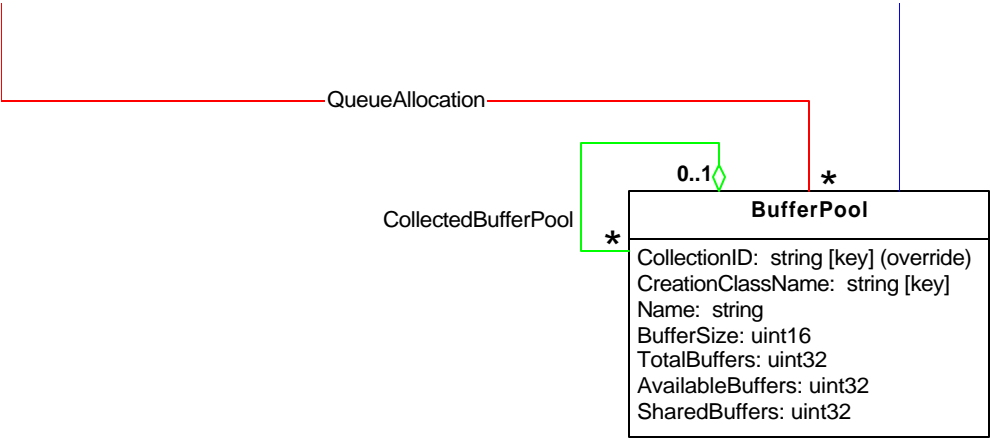 QueueAllocation
0..1
*
BufferPool
CollectedBufferPool
*
CollectionID:  string [key] (override)
CreationClassName:  string [key]
Name:  string
BufferSize: uint16
TotalBuffers: uint32
AvailableBuffers: uint32
SharedBuffers: uint32